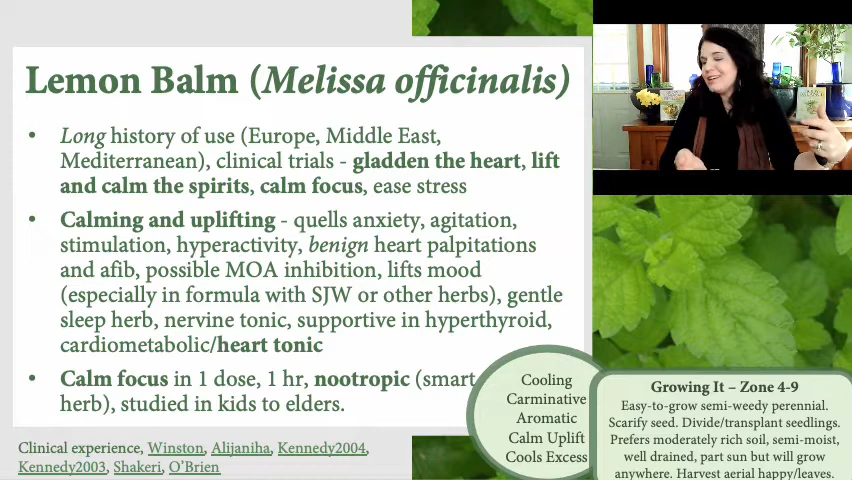 Lemon Balm (Melissa officinalis)
• Long history of use (Europe, Middle East,
Mediterranean), clinical trials - gladden the heart, lift
and calm the spirits, calm focus, ease stress
• Calming and uplifting - quells anxiety, agitation,
stimulation, hyperactivity, benign heart palpitations
and afib, possible MOA inhibition, lifts mood
(especially in formula with SJW or other herbs), gentle
sleep herb, nervine tonic, supportive in hyperthyroid,
cardiometabolic/heart tonic
• Calm focus in 1 dose, 1 hr, nootropic (smart
herb), studied in kids to elders.
Clinical experience, Winston, Alijaniha, Kennedy2004,
Kennedy2003, Shakeri, O'Brien
Cooling
Carminative
Aromatic
Calm Uplift
Cools Excess
Growing It – Zone 4-9
Easy-to-grow semi-weedy perennial.
Scarify seed. Divide/transplant seedlings.
Prefers moderately rich soil, semi-moist,
well drained, part sun but will grow
anywhere. Harvest aerial happy/leaves.